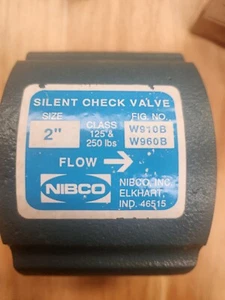 SILENT CHECK VALVE
SIZE CLASS FIG. NO.
2" 125 & W910B
250 lbs W960B
FLOW →
NIBCO NIBCO, INC.
ELKHART,
IND. 46515